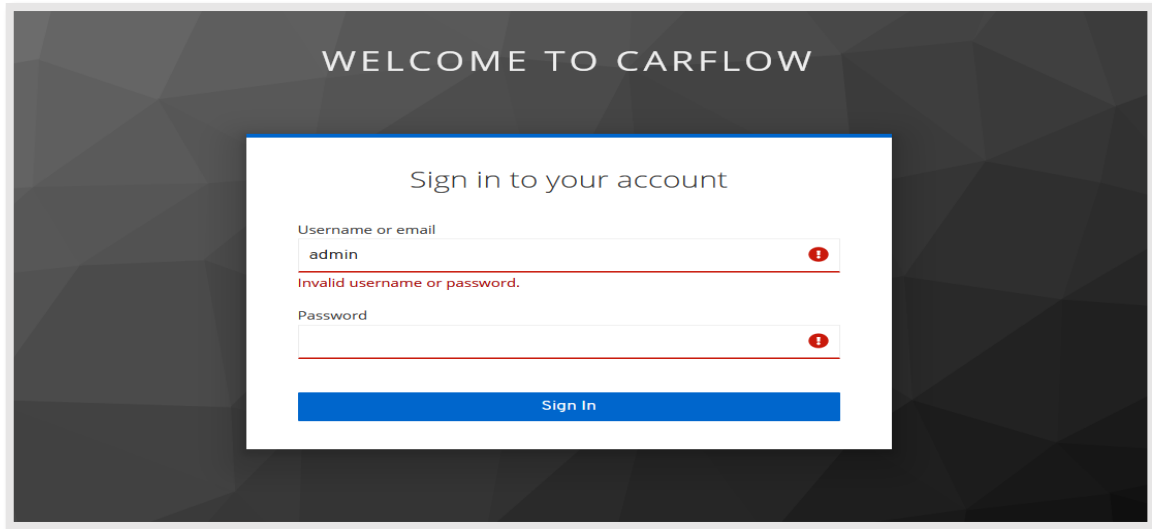 WELCOME TO CARFLOW
Sign in to your account
Username or email
admin
Invalid username or password.
Password
Sign In